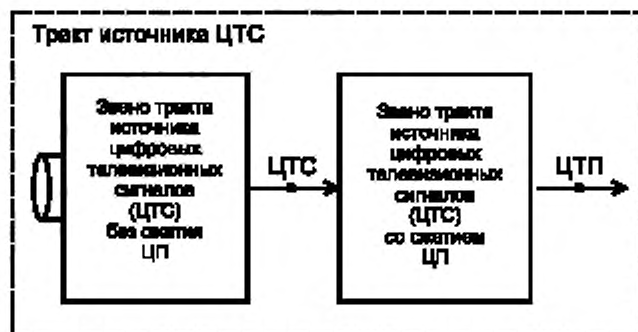 Тракт источника ЦТС
Звено тракта
источника
цифровых
телевизионных
сигналов
(ЦТС)
без сжатия
ЦП
ЦТС
Звено тракта
источника
цифровых
телевизионных
сигналов
(ЦТС)
со сжатием
ЦП
ЦТП